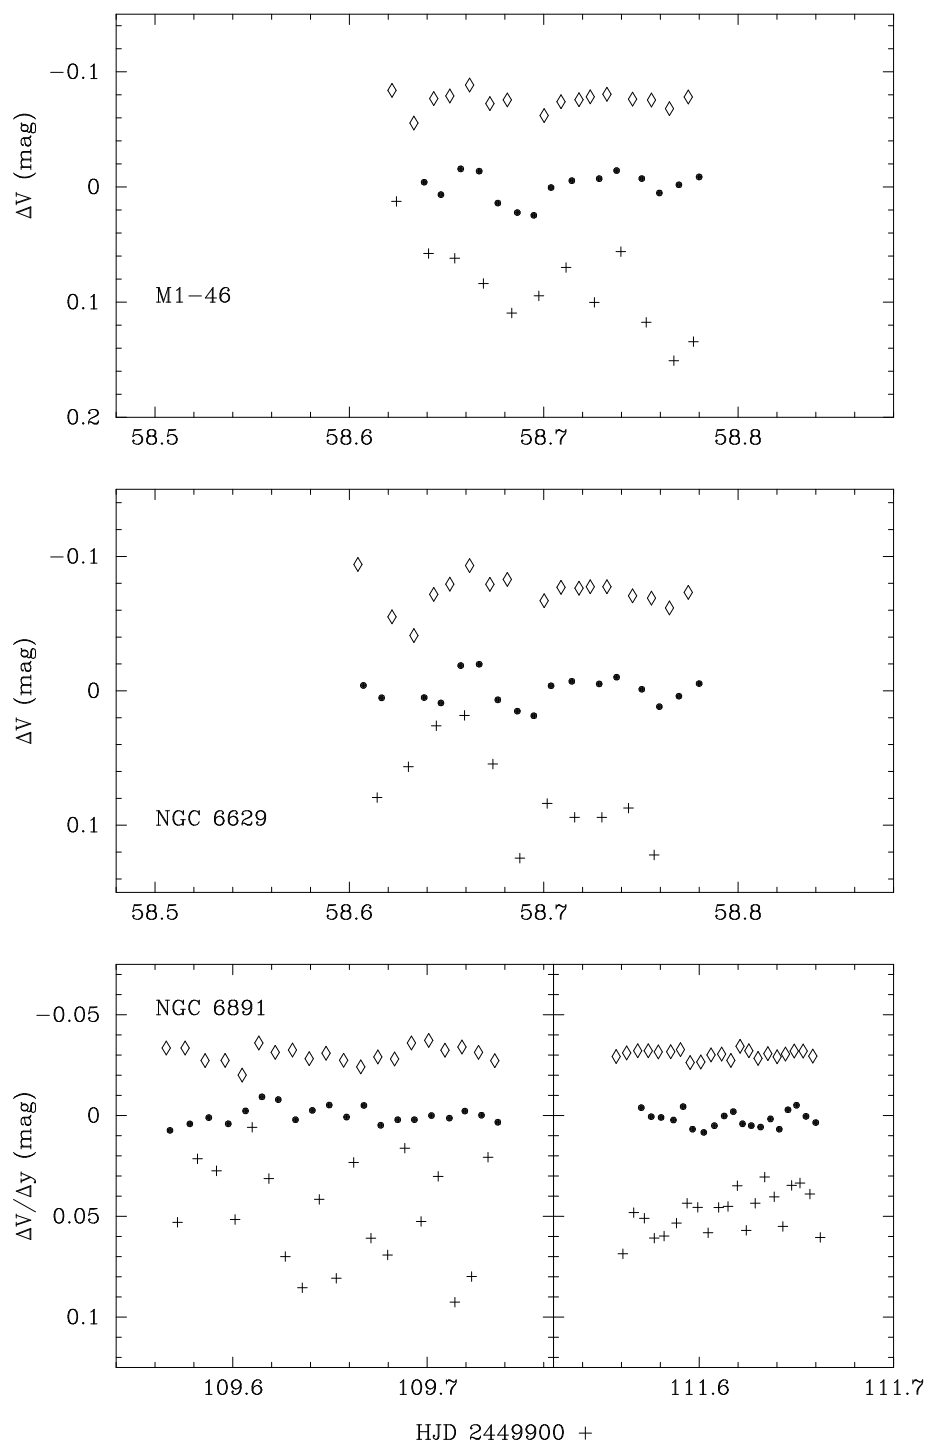 −0.1
0
0.1
0.2
ΔV (mag)
M1−46
58.5 58.6 58.7 58.8
−0.1
0
0.1
ΔV (mag)
NGC 6629
58.5 58.6 58.7 58.8
NGC 6891
−0.05
0
0.05
0.1
ΔV/Δy (mag)
109.6 109.7 111.6 111.7
HJD 2449900 +